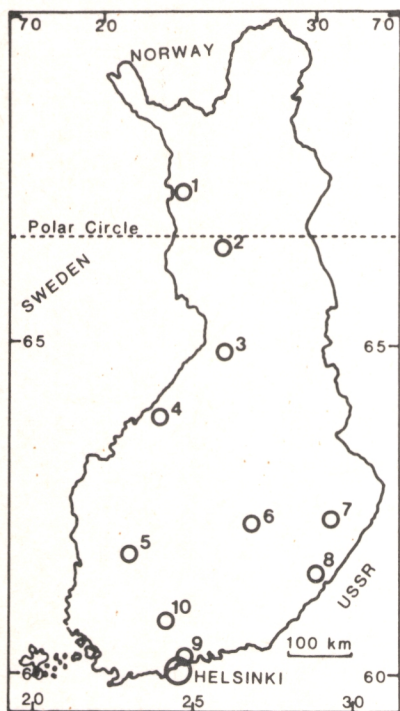 70 20 30 70
NORWAY
1
Polar Circle
2
SWEDEN
65 3 65
4
6 7
5
8
USSR
10
9 100 km
60 HELSINKI 60
20 25 30